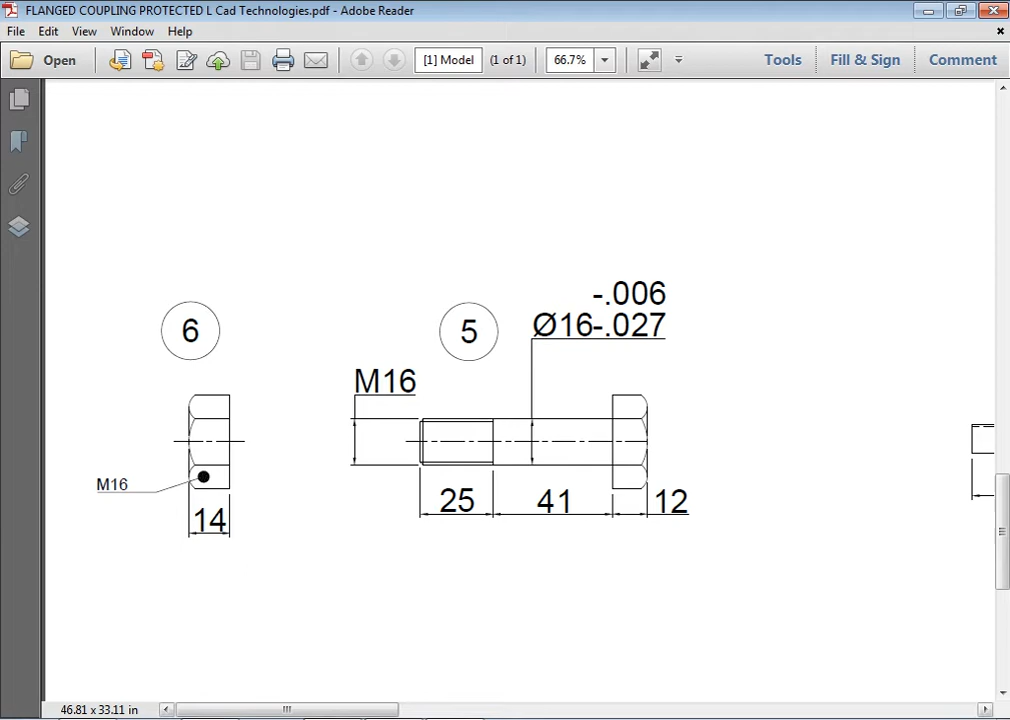 FLANGED COUPLING PROTECTED L Cad Technologies.pdf - Adobe Reader
File Edit View Window Help
Open [1] Model (1 of 1) 66.7% Tools Fill & Sign Comment
-.006
Ø16-.027
6
5
M16
M16
14
25
41
12
46.81 x 33.11 in